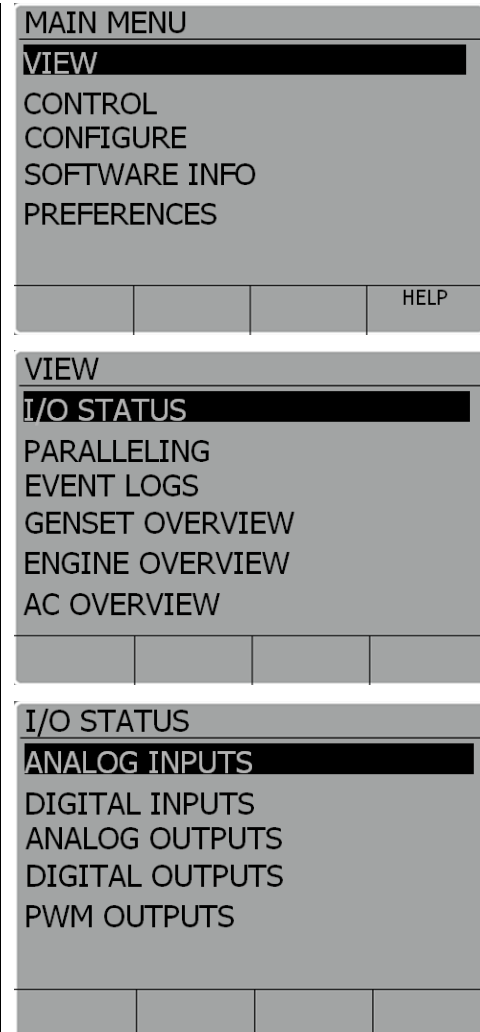 MAIN MENU
VIEW
CONTROL
CONFIGURE
SOFTWARE INFO
PREFERENCES
HELP
VIEW
I/O STATUS
PARALLELING
EVENT LOGS
GENSET OVERVIEW
ENGINE OVERVIEW
AC OVERVIEW
I/O STATUS
ANALOG INPUTS
DIGITAL INPUTS
ANALOG OUTPUTS
DIGITAL OUTPUTS
PWM OUTPUTS